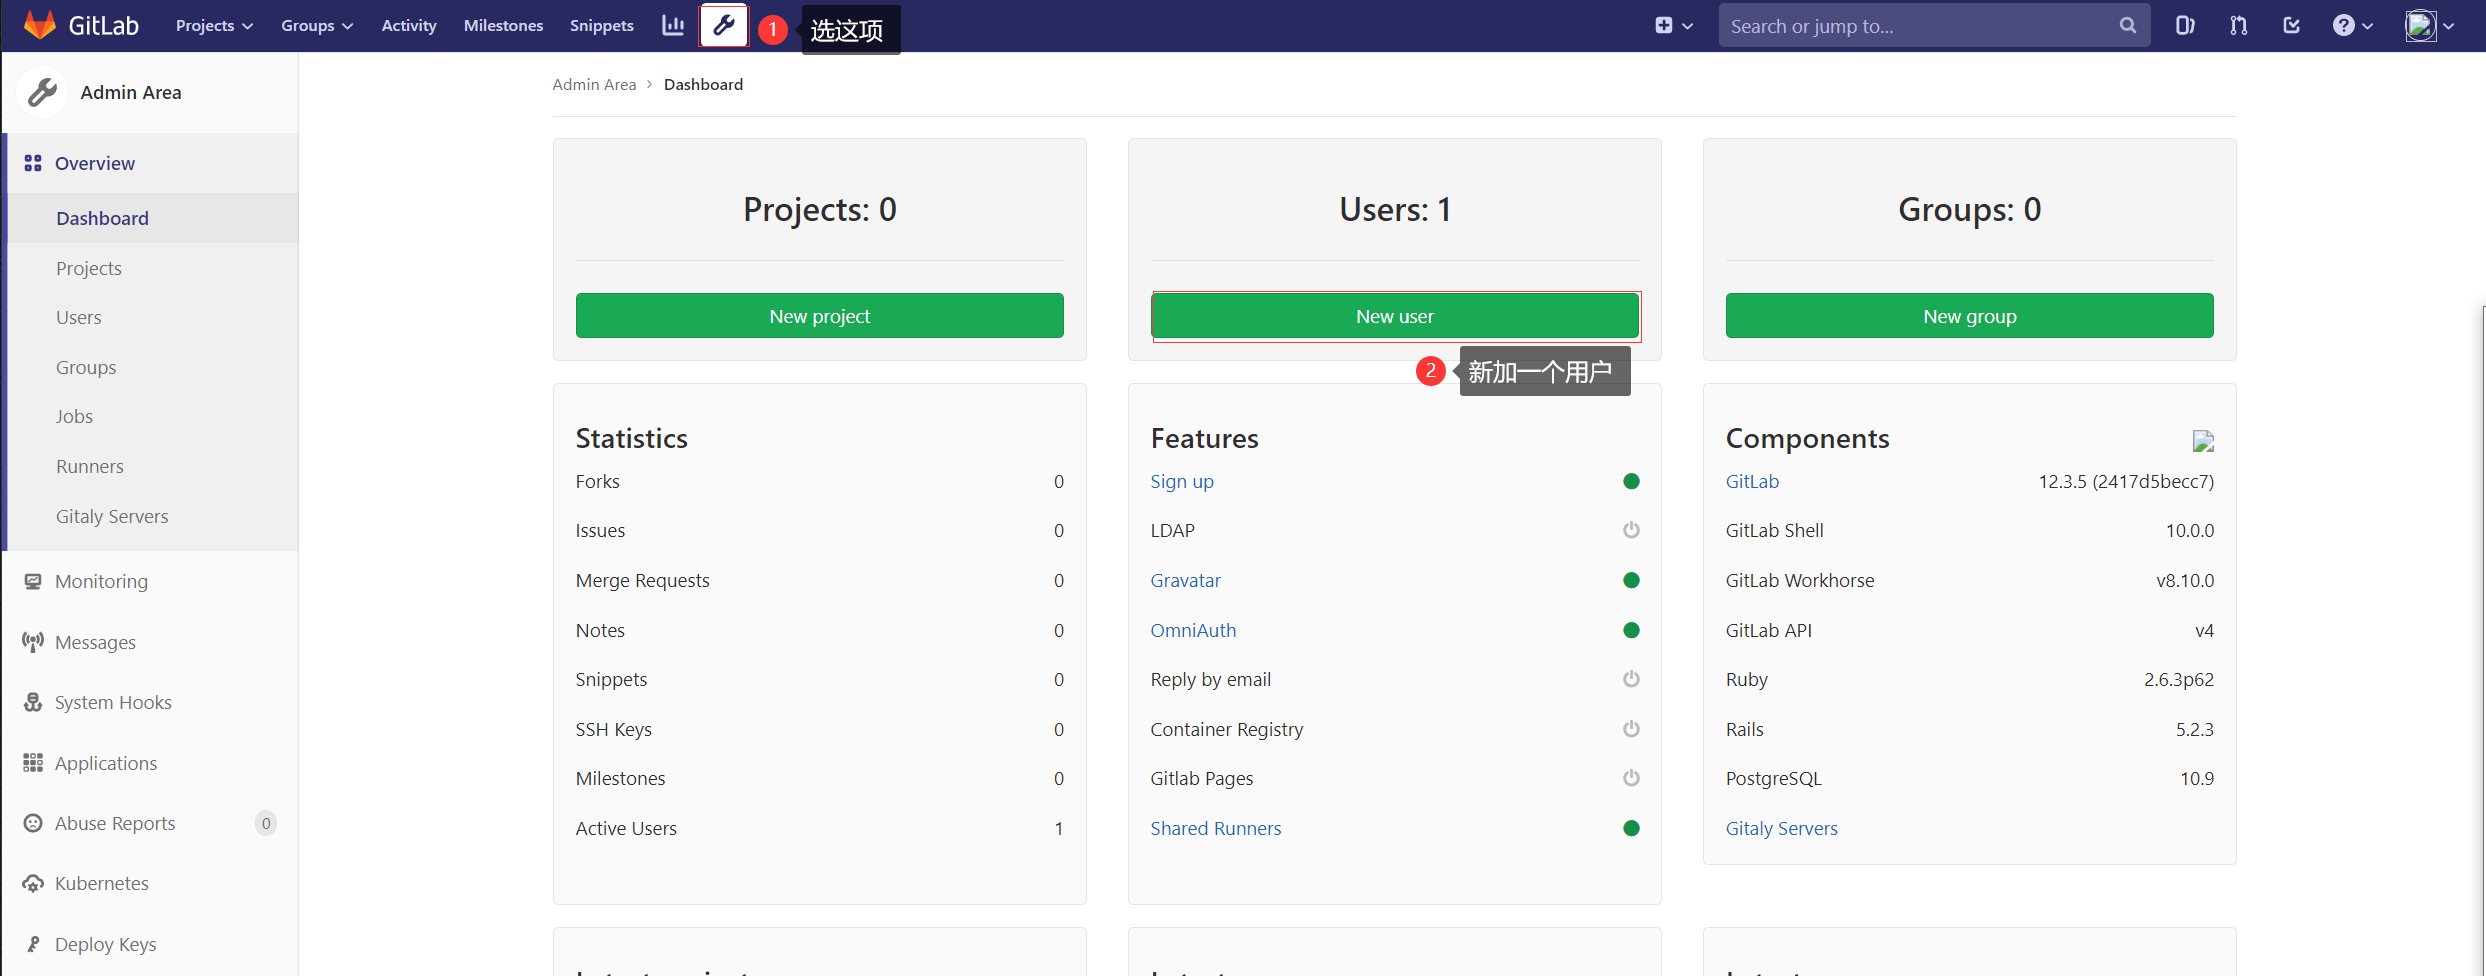 GitLab Projects Groups Activity Milestones Snippets 1 选这项 Search or jump to...
Admin Area
Admin Area > Dashboard
Overview
Dashboard
Projects
Users
Groups
Jobs
Runners
Gitaly Servers
Monitoring
Messages
System Hooks
Applications
Abuse Reports 0
Kubernetes
Deploy Keys
Projects: 0
New project
Users: 1
New user
2 新加一个用户
Groups: 0
New group
Statistics
Forks 0
Issues 0
Merge Requests 0
Notes 0
Snippets 0
SSH Keys 0
Milestones 0
Active Users 1
Features
Sign up
LDAP
Gravatar
OmniAuth
Reply by email
Container Registry
Gitlab Pages
Shared Runners
Components
GitLab 12.3.5 (2417d5becc7)
GitLab Shell 10.0.0
GitLab Workhorse v8.10.0
GitLab API v4
Ruby 2.6.3p62
Rails 5.2.3
PostgreSQL 10.9
Gitaly Servers